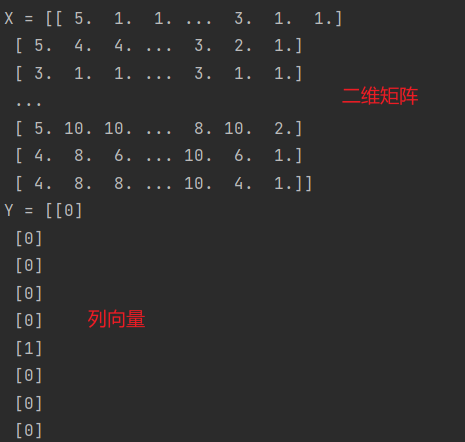 X = [[ 5.  1.  1. ...  3.  1.  1.]
 [ 5.  4.  4. ...  3.  2.  1.]
 [ 3.  1.  1. ...  3.  1.  1.]
 ...
二维矩阵
 [ 5. 10. 10. ...  8. 10.  2.]
 [ 4.  8.  6. ... 10.  6.  1.]
 [ 4.  8.  8. ... 10.  4.  1.]]
Y = [[0]
 [0]
 [0]
 [0]
 [0]
列向量
 [1]
 [0]
 [0]
 [0]